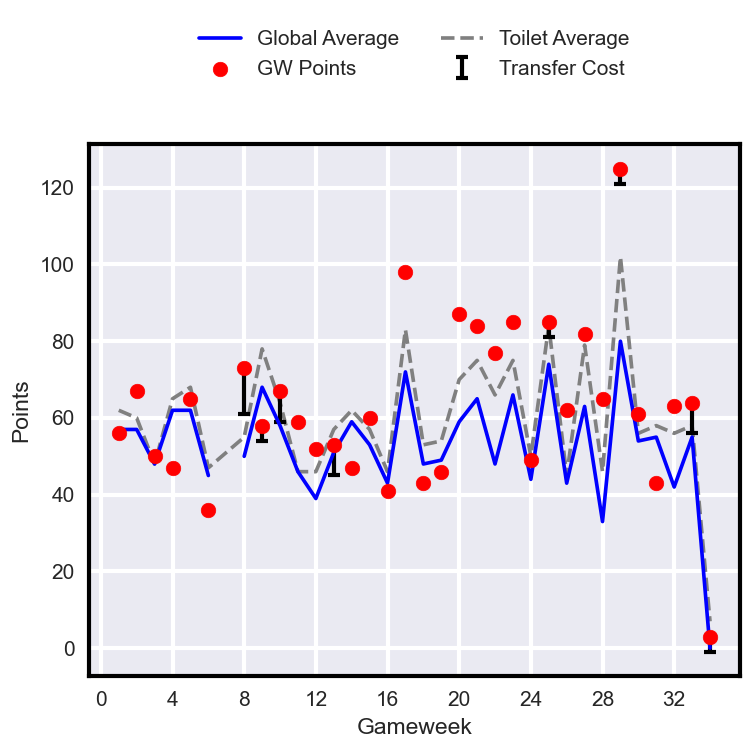 Global Average
Toilet Average
GW Points
Transfer Cost
120
100
80
60
40
20
0
Points
0 4 8 12 16 20 24 28 32
Gameweek